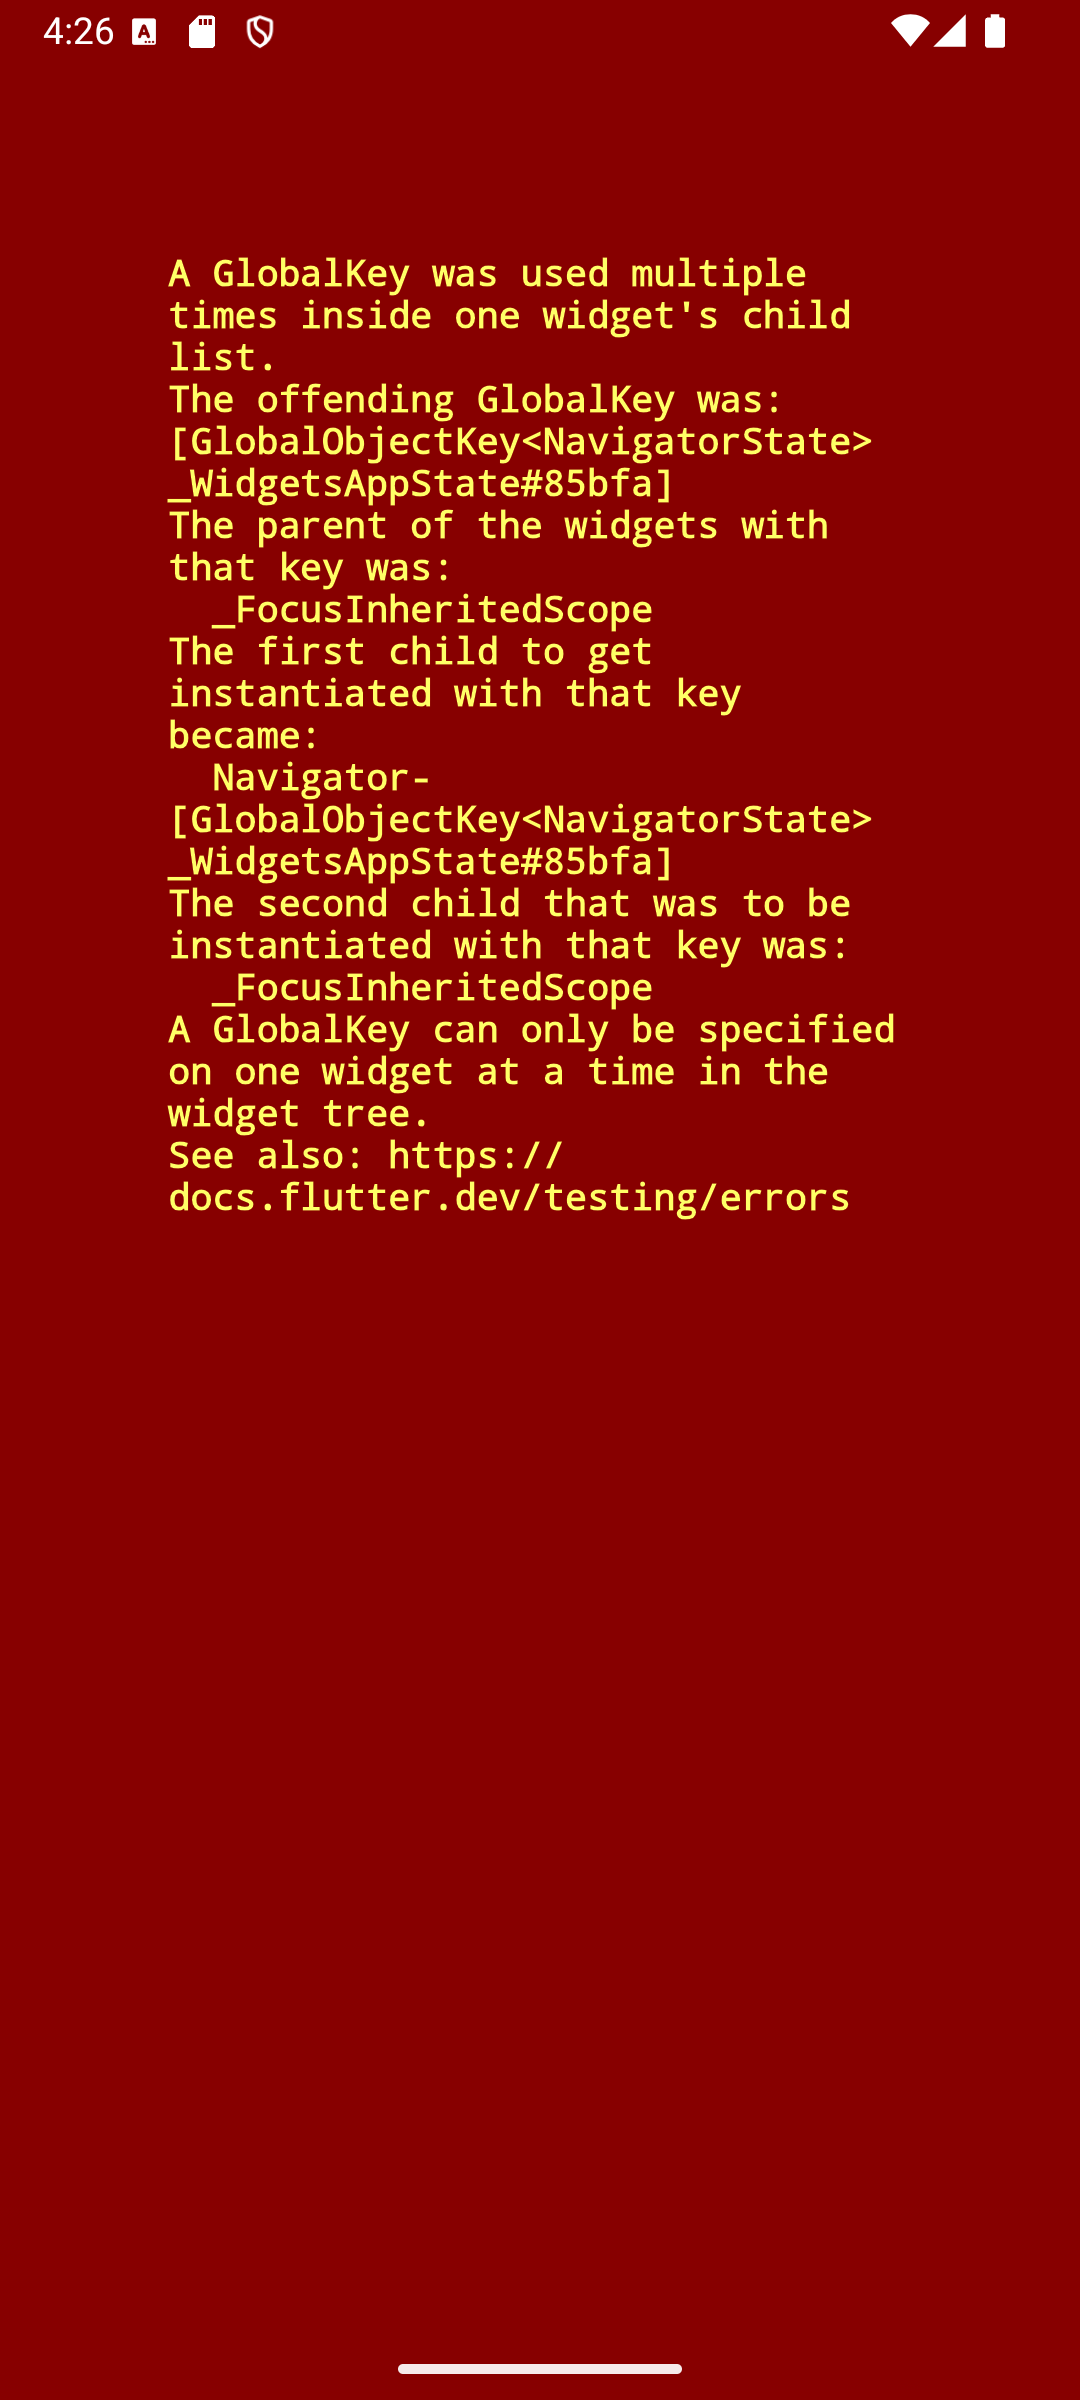 4:26
A GlobalKey was used multiple
times inside one widget's child
list.
The offending GlobalKey was:
[GlobalObjectKey<NavigatorState>
_WidgetsAppState#85bfa]
The parent of the widgets with
that key was:
  _FocusInheritedScope
The first child to get
instantiated with that key
became:
  Navigator-
[GlobalObjectKey<NavigatorState>
_WidgetsAppState#85bfa]
The second child that was to be
instantiated with that key was:
  _FocusInheritedScope
A GlobalKey can only be specified
on one widget at a time in the
widget tree.
See also: https://
docs.flutter.dev/testing/errors